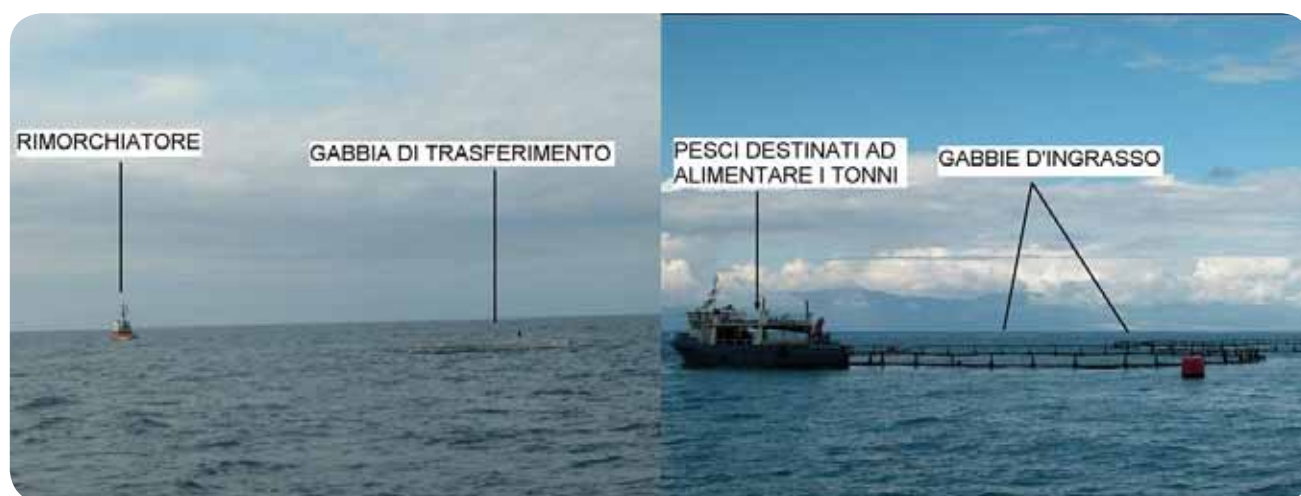 RIMORCHIATORE
GABBIA DI TRASFERIMENTO
PESCI DESTINATI AD
ALIMENTARE I TONNI
GABBIE D'INGRASSO